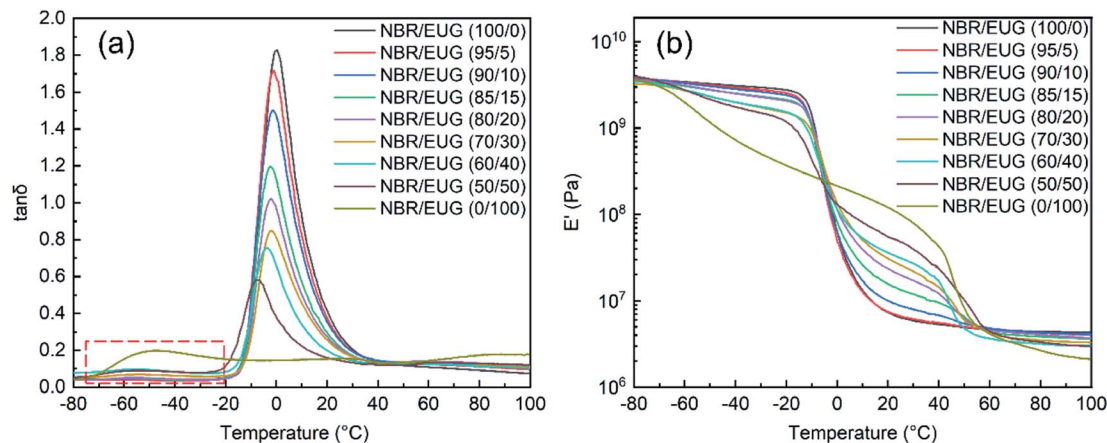 (a)
NBR/EUG (100/0)
NBR/EUG (95/5)
NBR/EUG (90/10)
NBR/EUG (85/15)
NBR/EUG (80/20)
NBR/EUG (70/30)
NBR/EUG (60/40)
NBR/EUG (50/50)
NBR/EUG (0/100)
tanδ
2.0
1.8
1.6
1.4
1.2
1.0
0.8
0.6
0.4
0.2
0.0
-80 -60 -40 -20 0 20 40 60 80 100
Temperature (°C)
(b)
NBR/EUG (100/0)
NBR/EUG (95/5)
NBR/EUG (90/10)
NBR/EUG (85/15)
NBR/EUG (80/20)
NBR/EUG (70/30)
NBR/EUG (60/40)
NBR/EUG (50/50)
NBR/EUG (0/100)
E' (Pa)
10¹⁰
10⁹
10⁸
10⁷
10⁶
-80 -60 -40 -20 0 20 40 60 80 100
Temperature (°C)